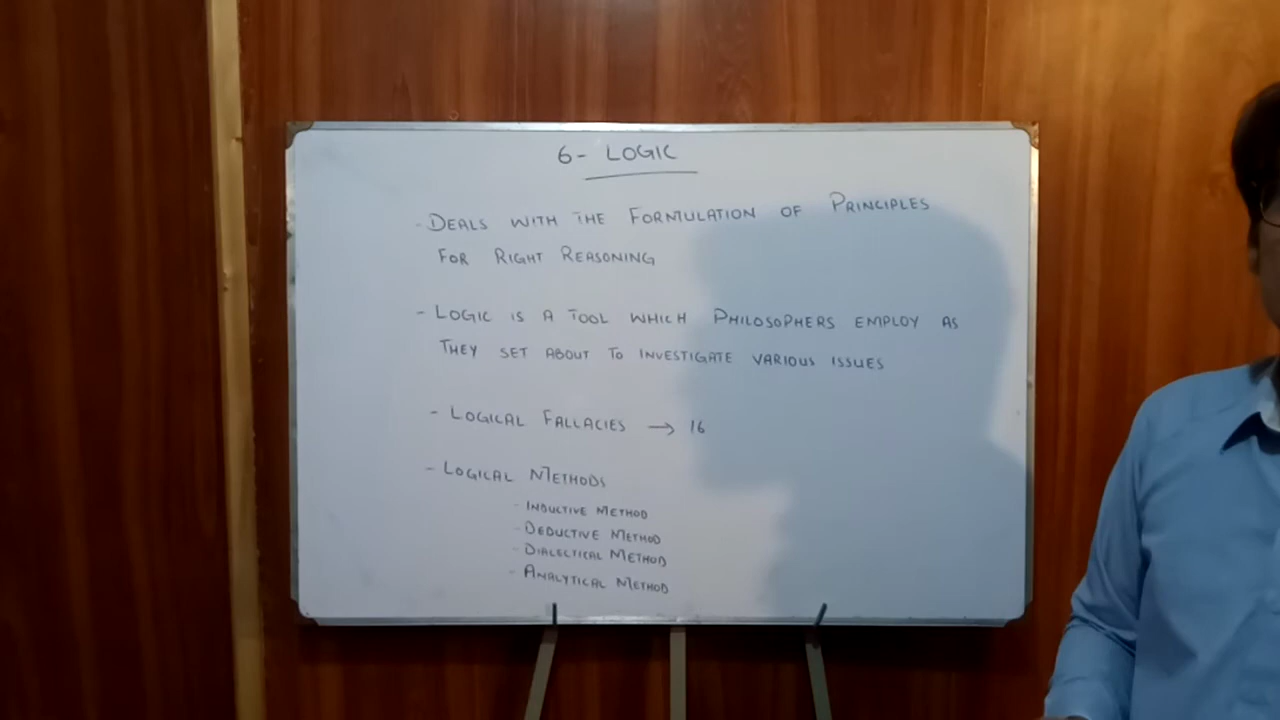 6- LOGIC
- DEALS WITH THE FORMULATION OF PRINCIPLES
FOR RIGHT REASONING
- LOGIC IS A TOOL WHICH PHILOSOPHERS EMPLOY AS
THEY SET ABOUT TO INVESTIGATE VARIOUS ISSUES
- LOGICAL FALLACIES → 16
- LOGICAL METHODS
- INDUCTIVE METHOD
- DEDUCTIVE METHOD
- DIALECTICAL METHOD
- ANALYTICAL METHOD